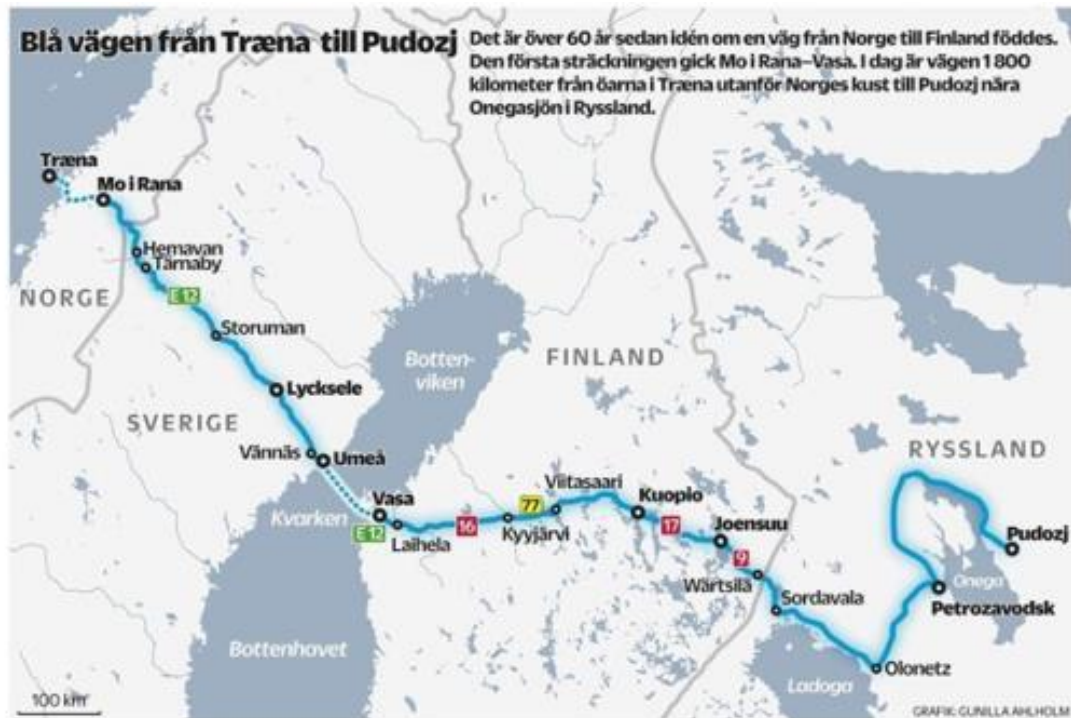 Blå vägen från Træna till Pudozj
Det är över 60 år sedan idén om en väg från Norge till Finland föddes.
Den första sträckningen gick Mo i Rana–Vasa. I dag är vägen 1 800
kilometer från öarna i Træna utanför Norges kust till Pudozj nära
Onegasjön i Ryssland.
Træna
Mo i Rana
Hemavan
Tärnaby
NORGE
E 12
Storuman
Botten-
viken
FINLAND
Lycksele
SVERIGE
Vännäs
Umeå
RYSSLAND
Viitasaari
Kuopio
Vasa
77
Kvarken
16
17
Joensuu
Pudozj
E 12
Laihela
Kyyjärvi
9
Wärtsilä
Onega
Sordavala
Petrozavodsk
Bottenhovet
Ladoga
Olonetz
100 km
GRAFIK: GUNILLA AHLHOLM